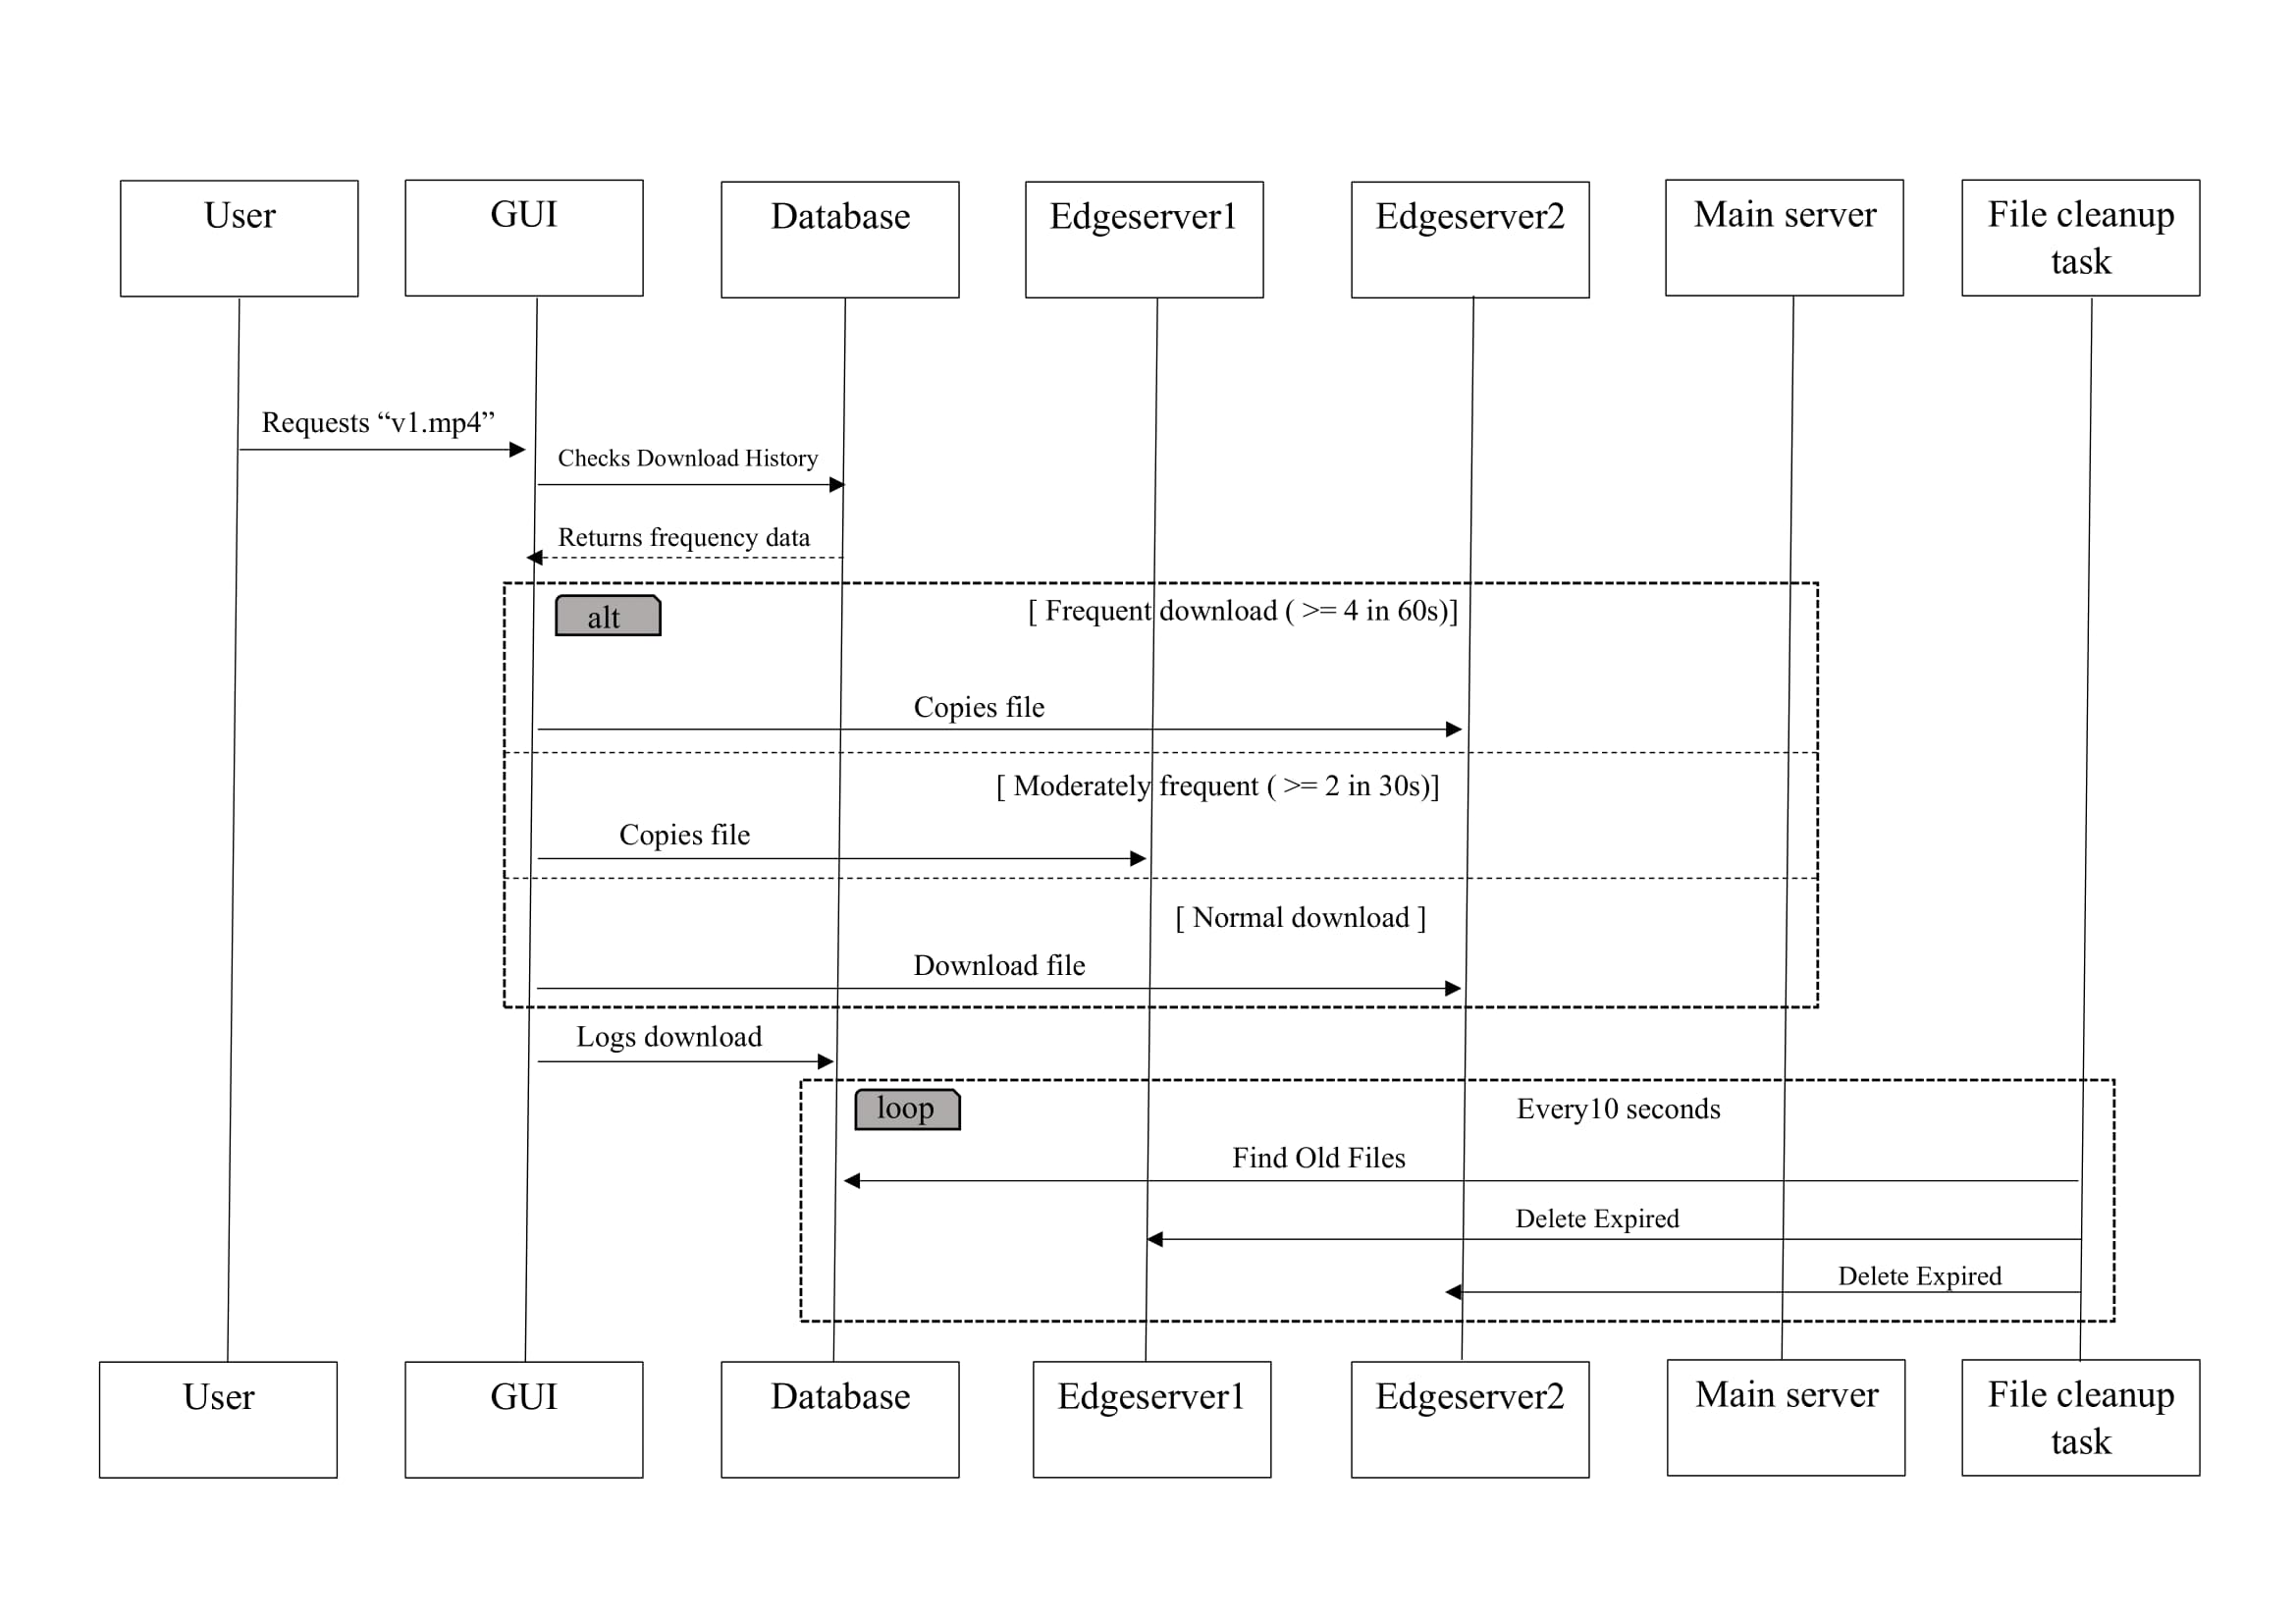 User
GUI
Database
Edgeserver1
Edgeserver2
Main server
File cleanup
task
Requests “v1.mp4”
Checks Download History
Returns frequency data
alt
[ Frequent download ( >= 4 in 60s)]
Copies file
[ Moderately frequent ( >= 2 in 30s)]
Copies file
[ Normal download ]
Download file
Logs download
loop
Every10 seconds
Find Old Files
Delete Expired
Delete Expired
User
GUI
Database
Edgeserver1
Edgeserver2
Main server
File cleanup
task